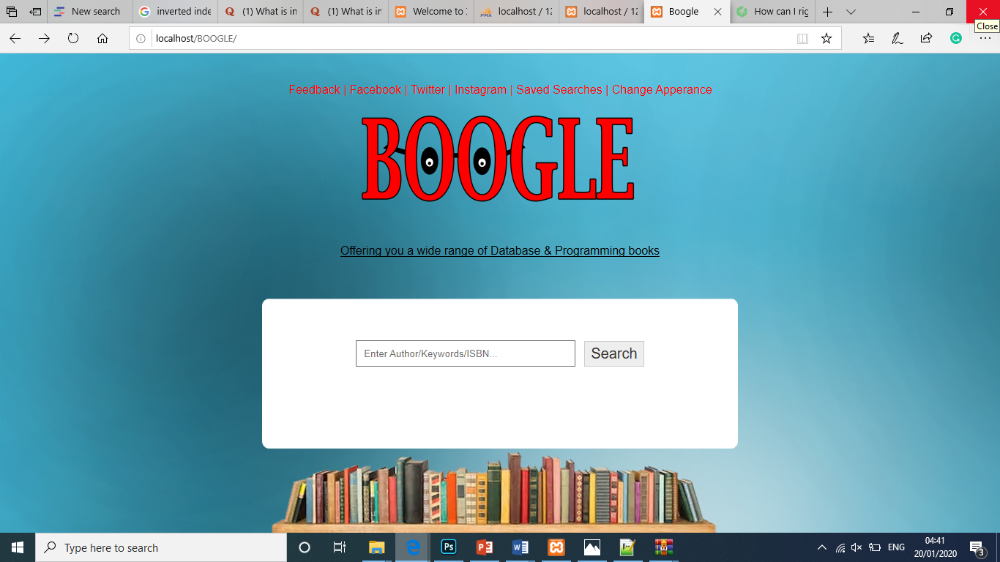 New search
inverted inde
(1) What is in
(1) What is in
Welcome to
localhost / 12
localhost / 12
Boogle
How can I rig
Close
localhost/BOOGLE/
Feedback | Facebook | Twitter | Instagram | Saved Searches | Change Apperance
BOOGLE
Offering you a wide range of Database & Programming books
Enter Author/Keywords/ISBN...
Search
Type here to search
ENG
04:41
20/01/2020
3